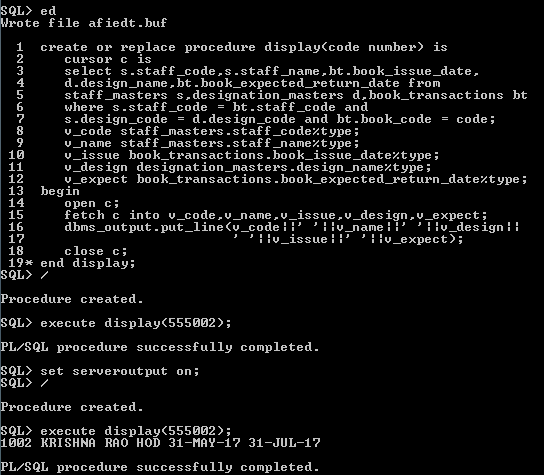 SQL> ed
Wrote file afiedt.buf
1 create or replace procedure display(code number) is
2 cursor c is
3 select s.staff_code,s.staff_name,bt.book_issue_date,
4 d.design_name,bt.book_expected_return_date from
5 staff_masters s,designation_masters d,book_transactions bt
6 where s.staff_code = bt.staff_code and
7 s.design_code = d.design_code and bt.book_code = code;
8 v_code staff_masters.staff_code%type;
9 v_name staff_masters.staff_name%type;
10 v_issue book_transactions.book_issue_date%type;
11 v_design designation_masters.design_name%type;
12 v_expect book_transactions.book_expected_return_date%type;
13 begin
14 open c;
15 fetch c into v_code,v_name,v_issue,v_design,v_expect;
16 dbms_output.put_line(v_code||' '||v_name||' '||v_design||
17 ' '||v_issue||' '||v_expect);
18 close c;
19* end display;
SQL> /
Procedure created.
SQL> execute display(555002);
PL/SQL procedure successfully completed.
SQL> set serveroutput on;
SQL> /
Procedure created.
SQL> execute display(555002);
1002 KRISHNA RAO HOD 31-MAY-17 31-JUL-17
PL/SQL procedure successfully completed.